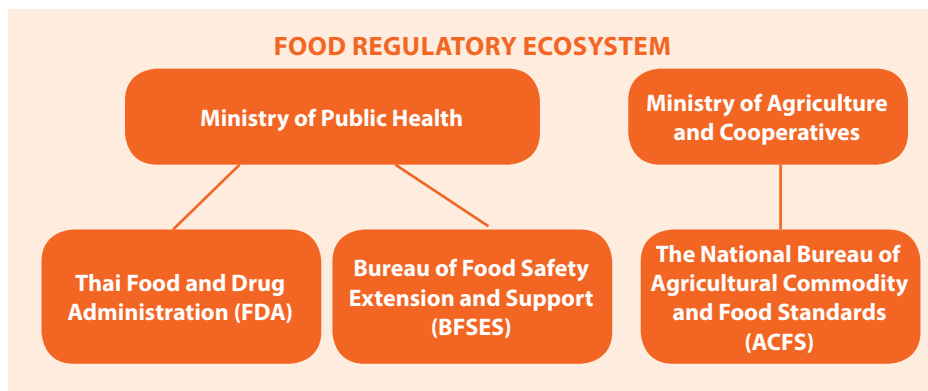 FOOD REGULATORY ECOSYSTEM
Ministry of Public Health
Ministry of Agriculture
and Cooperatives
Thai Food and Drug
Administration (FDA)
Bureau of Food Safety
Extension and Support
(BFSES)
The National Bureau of
Agricultural Commodity
and Food Standards
(ACFS)